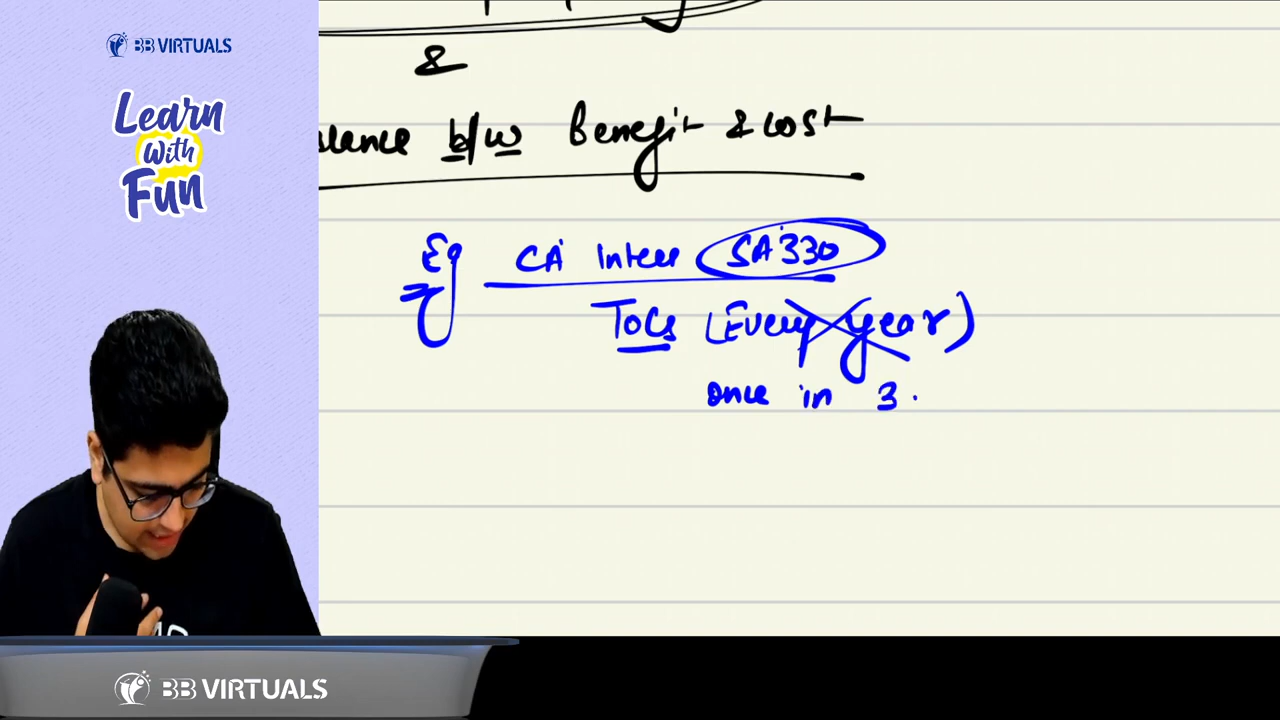 BB VIRTUALS
Learn
With
Fun
&
b/w Benefit & cost
Eg CA Inter SA 330
TOCs (Every year)
once in 3.
BB VIRTUALS